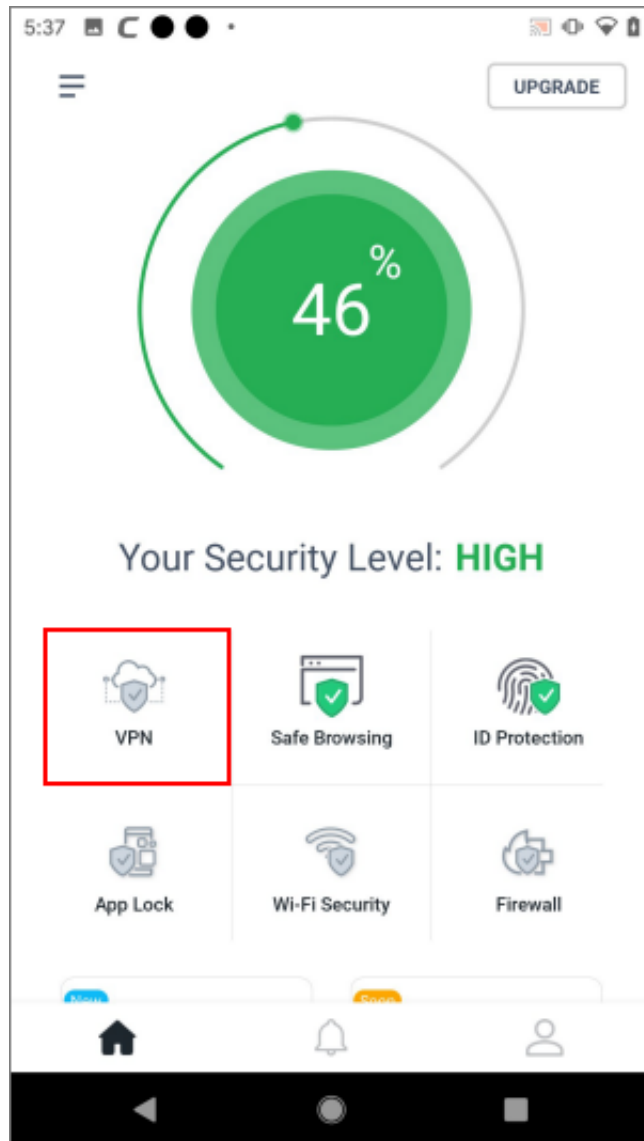 5:37
UPGRADE
46%
Your Security Level: HIGH
VPN
Safe Browsing
ID Protection
App Lock
Wi-Fi Security
Firewall
New
Soon